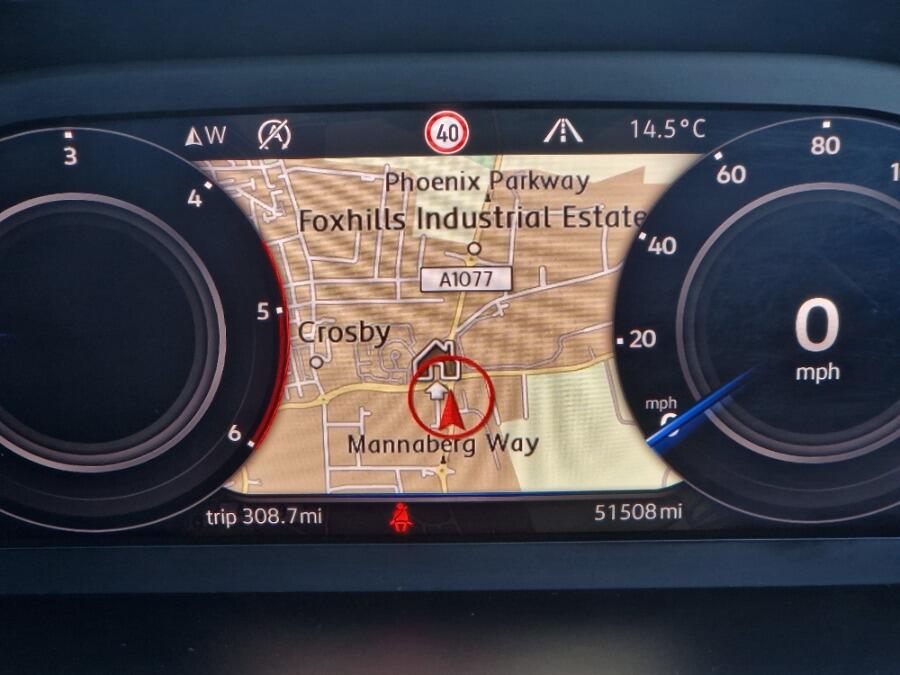 W
40
14.5°C
3
4
5
6
Phoenix Parkway
Foxhills Industrial Estate
A1077
Crosby
Mannaberg Way
80
60
40
20
mph
0
mph
trip 308.7mi
51508mi